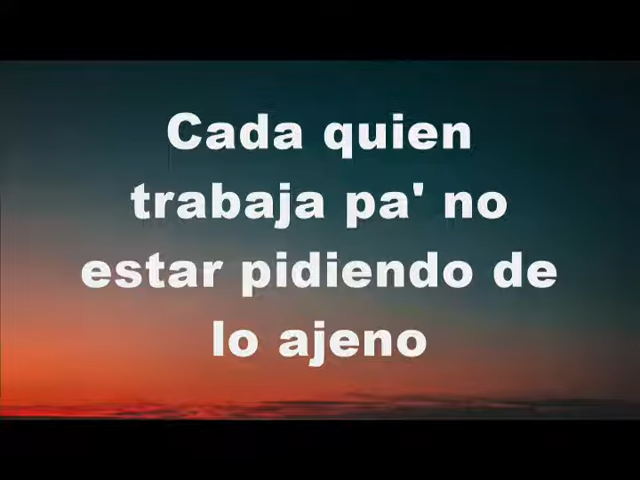 Cada quien
trabaja pa' no
estar pidiendo de
lo ajeno